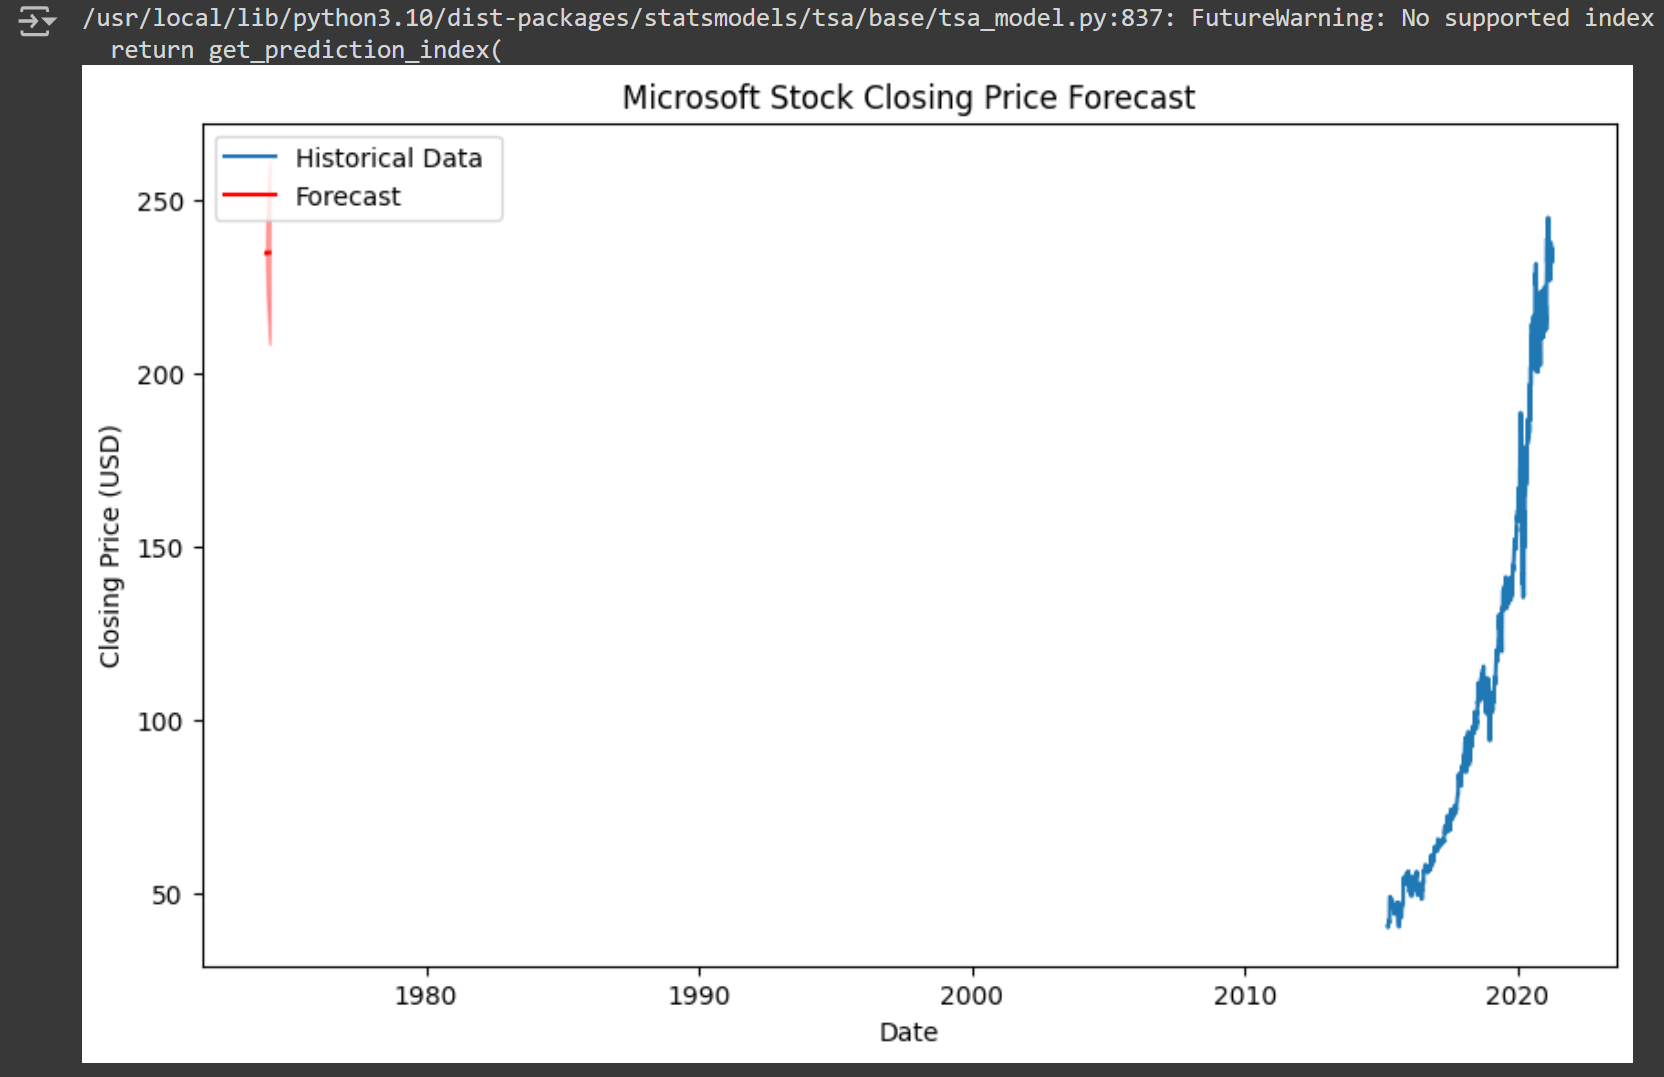 /usr/local/lib/python3.10/dist-packages/statsmodels/tsa/base/tsa_model.py:837: FutureWarning: No supported index
return get_prediction_index(
Microsoft Stock Closing Price Forecast
Historical Data
Forecast
250
200
150
100
50
Closing Price (USD)
1980 1990 2000 2010 2020
Date